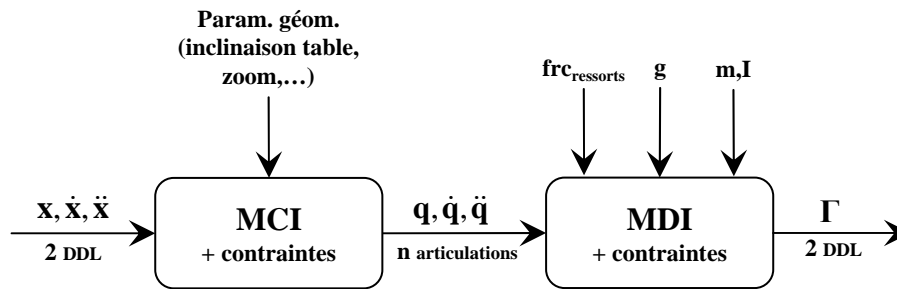 Param. géom.
(inclinaison table,
zoom,…)
frc_ressorts
g
m,I
x, ẋ, ẍ
2 DDL
MCI
+ contraintes
q, q̇, q̈
n articulations
MDI
+ contraintes
Γ
2 DDL